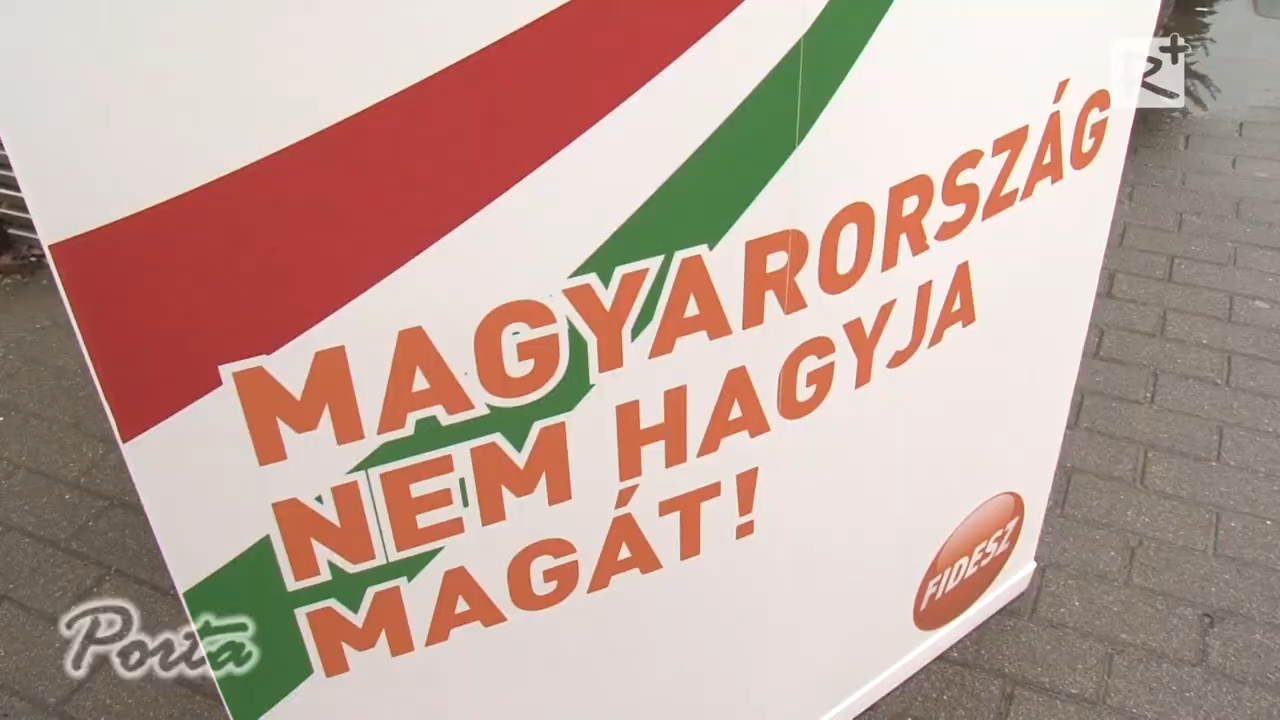 R+
MAGYARORSZÁG
NEM HAGYJA
MAGÁT!
FIDESZ
Porta